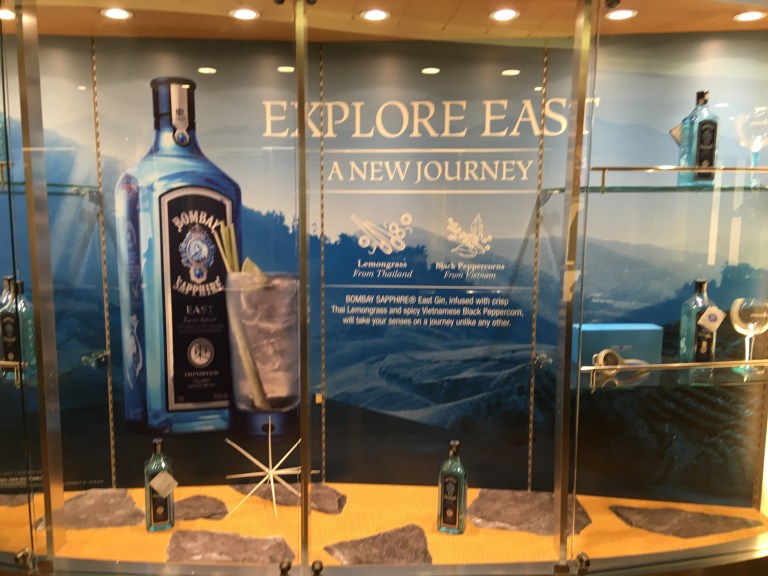 EXPLORE EAST
A NEW JOURNEY
Lemongrass
From Thailand
Black Peppercorns
From Vietnam
BOMBAY SAPPHIRE® East Gin, infused with crisp
Thai Lemongrass and spicy Vietnamese Black Peppercorn,
will take your senses on a journey unlike any other.
BOMBAY
SAPPHIRE
EAST
IMPORTED